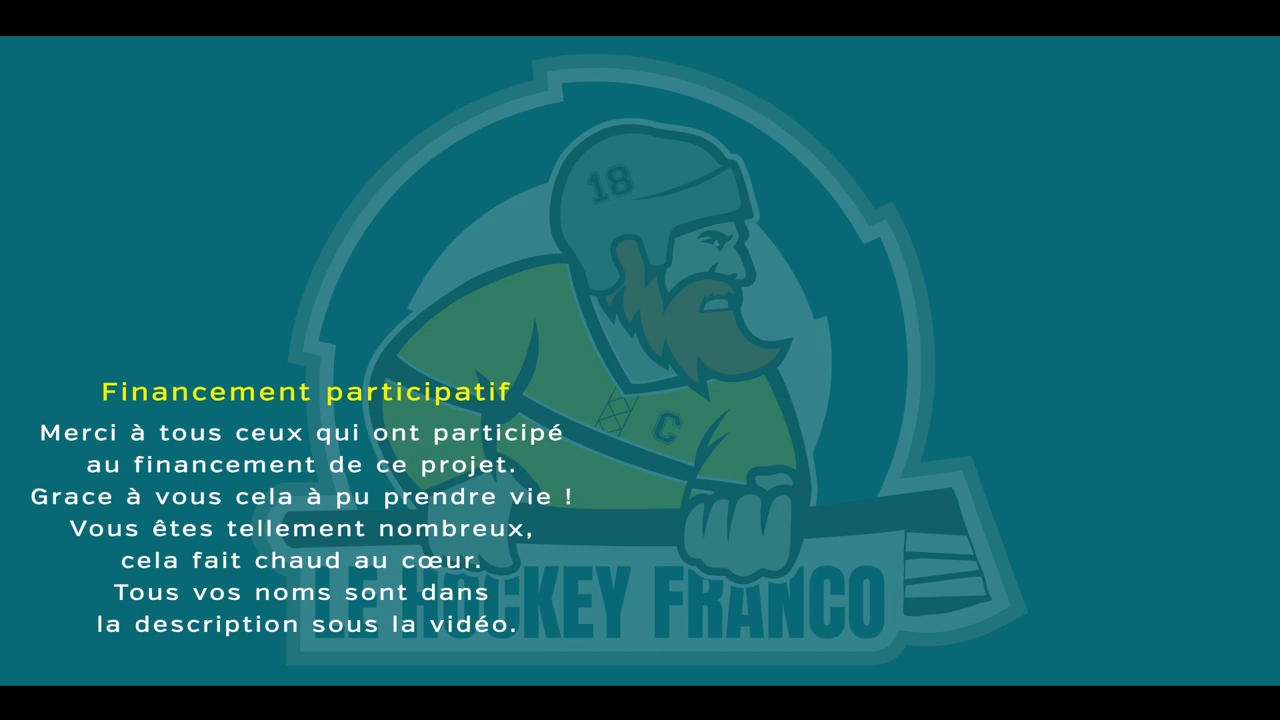 18
C
Financement participatif
Merci à tous ceux qui ont participé
au financement de ce projet.
Grace à vous cela à pu prendre vie !
Vous êtes tellement nombreux,
cela fait chaud au cœur.
Tous vos noms sont dans
la description sous la vidéo.
LE HOCKEY FRANCO